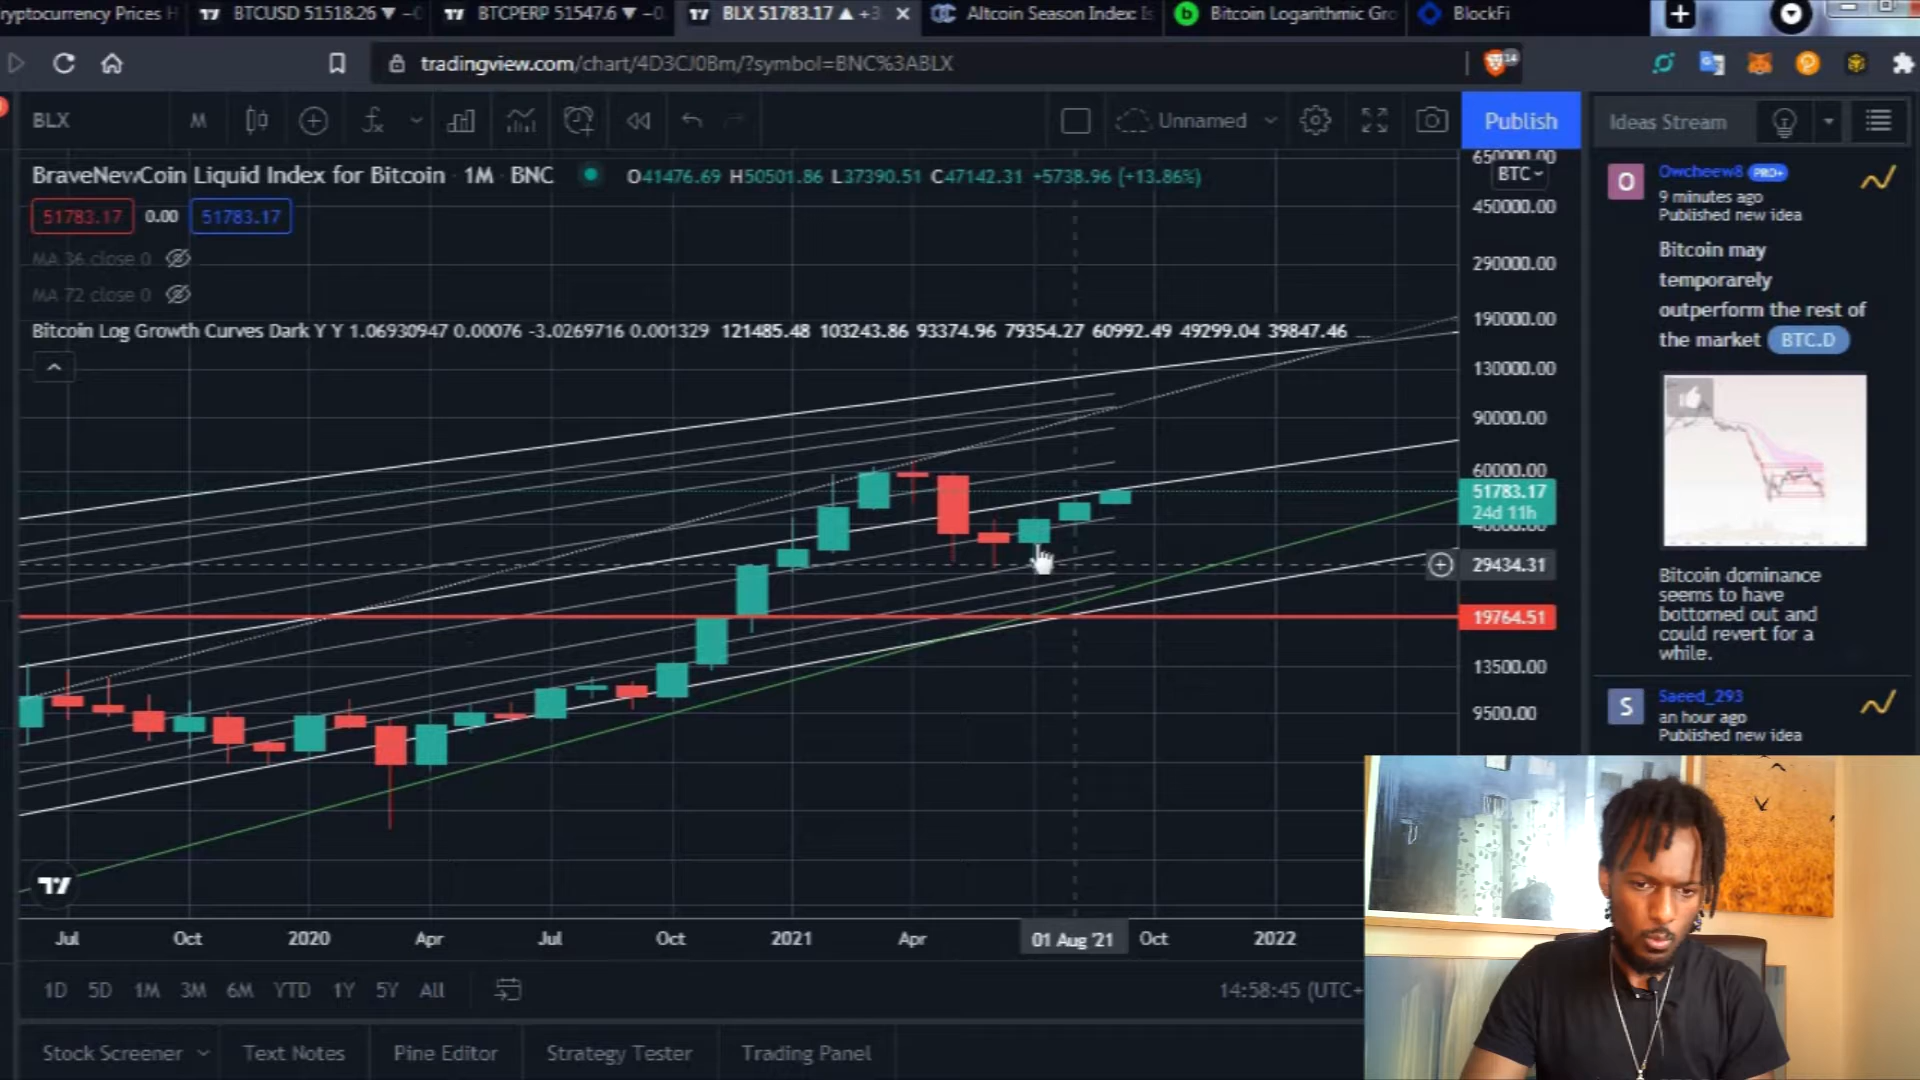 ryptocurrency Prices
BTCUSD 51518.26 ▼
BTCPERP 51547.6 ▼
BLX 51783.17 ▲ +3
Altcoin Season Index: Is
Bitcoin Logarithmic Gro
BlockFi
tradingview.com/chart/4D3CJ0Bm/?symbol=BNC%3ABLX
14
BLX
M
Unnamed
Publish
Ideas Stream
BraveNewCoin Liquid Index for Bitcoin · 1M · BNC
O41476.69 H50501.86 L37390.51 C47142.31 +5738.96 (+13.86%)
51783.17
0.00
51783.17
MA 36 close 0
MA 72 close 0
Bitcoin Log Growth Curves Dark Y Y 1.06930947 0.00076 -3.0269716 0.001329 121485.48 103243.86 93374.96 79354.27 60992.49 49299.04 39847.46 ...
650000.00
BTC
450000.00
290000.00
190000.00
130000.00
90000.00
60000.00
51783.17
24d 11h
40000.00
29434.31
19764.51
13500.00
9500.00
O
Owcheew8 PRO+
9 minutes ago
Published new idea
Bitcoin may
temporarely
outperform the rest of
the market BTC.D
Bitcoin dominance
seems to have
bottomed out and
could revert for a
while.
S
Saeed_293
an hour ago
Published new idea
Jul
Oct
2020
Apr
Jul
Oct
2021
Apr
01 Aug '21
Oct
2022
1D 5D 1M 3M 6M YTD 1Y 5Y All
14:58:45 (UTC+
Stock Screener
Text Notes
Pine Editor
Strategy Tester
Trading Panel